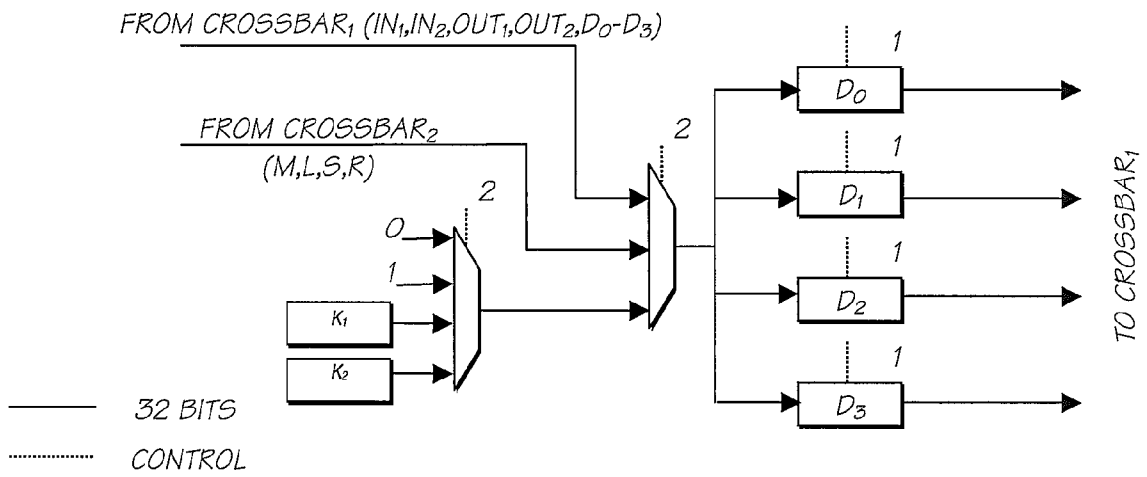 FROM CROSSBAR₁ (IN₁,IN₂,OUT₁,OUT₂,D₀-D₃)
1
D₀
FROM CROSSBAR₂
(M,L,S,R)
2
1
D₁
2
0
1
K₁
K₂
1
D₂
1
D₃
TO CROSSBAR₁
32 BITS
CONTROL